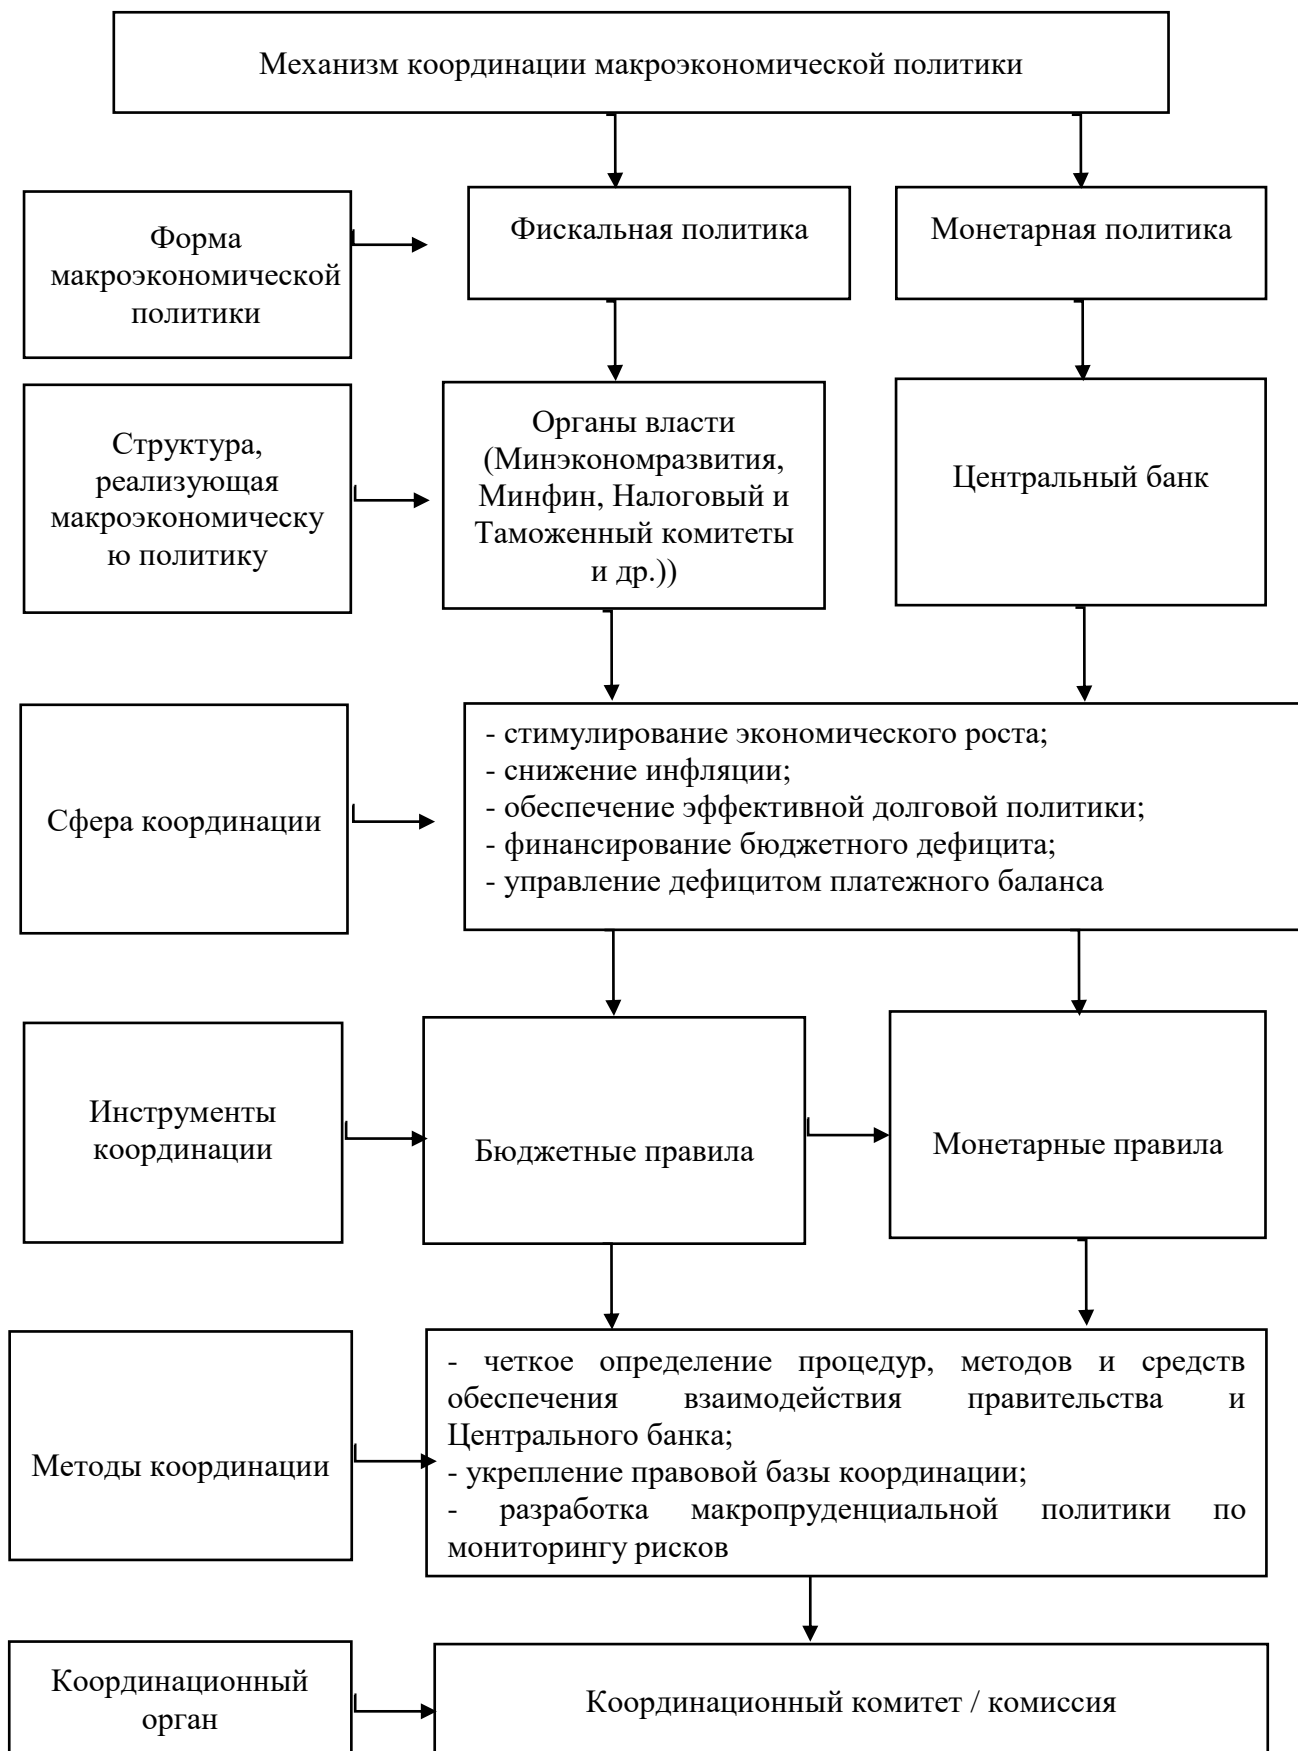 Механизм координации макроэкономической политики
Форма
макроэкономической
политики
Фискальная политика
Монетарная политика
Структура,
реализующая
макроэкономическу
ю политику
Органы власти
(Минэкономразвития,
Минфин, Налоговый и
Таможенный комитеты
и др.))
Центральный банк
Сфера координации
- стимулирование экономического роста;
- снижение инфляции;
- обеспечение эффективной долговой политики;
- финансирование бюджетного дефицита;
- управление дефицитом платежного баланса
Инструменты
координации
Бюджетные правила
Монетарные правила
Методы координации
- четкое определение процедур, методов и средств
обеспечения взаимодействия правительства и
Центрального банка;
- укрепление правовой базы координации;
- разработка макропруденциальной политики по
мониторингу рисков
Координационный
орган
Координационный комитет / комиссия